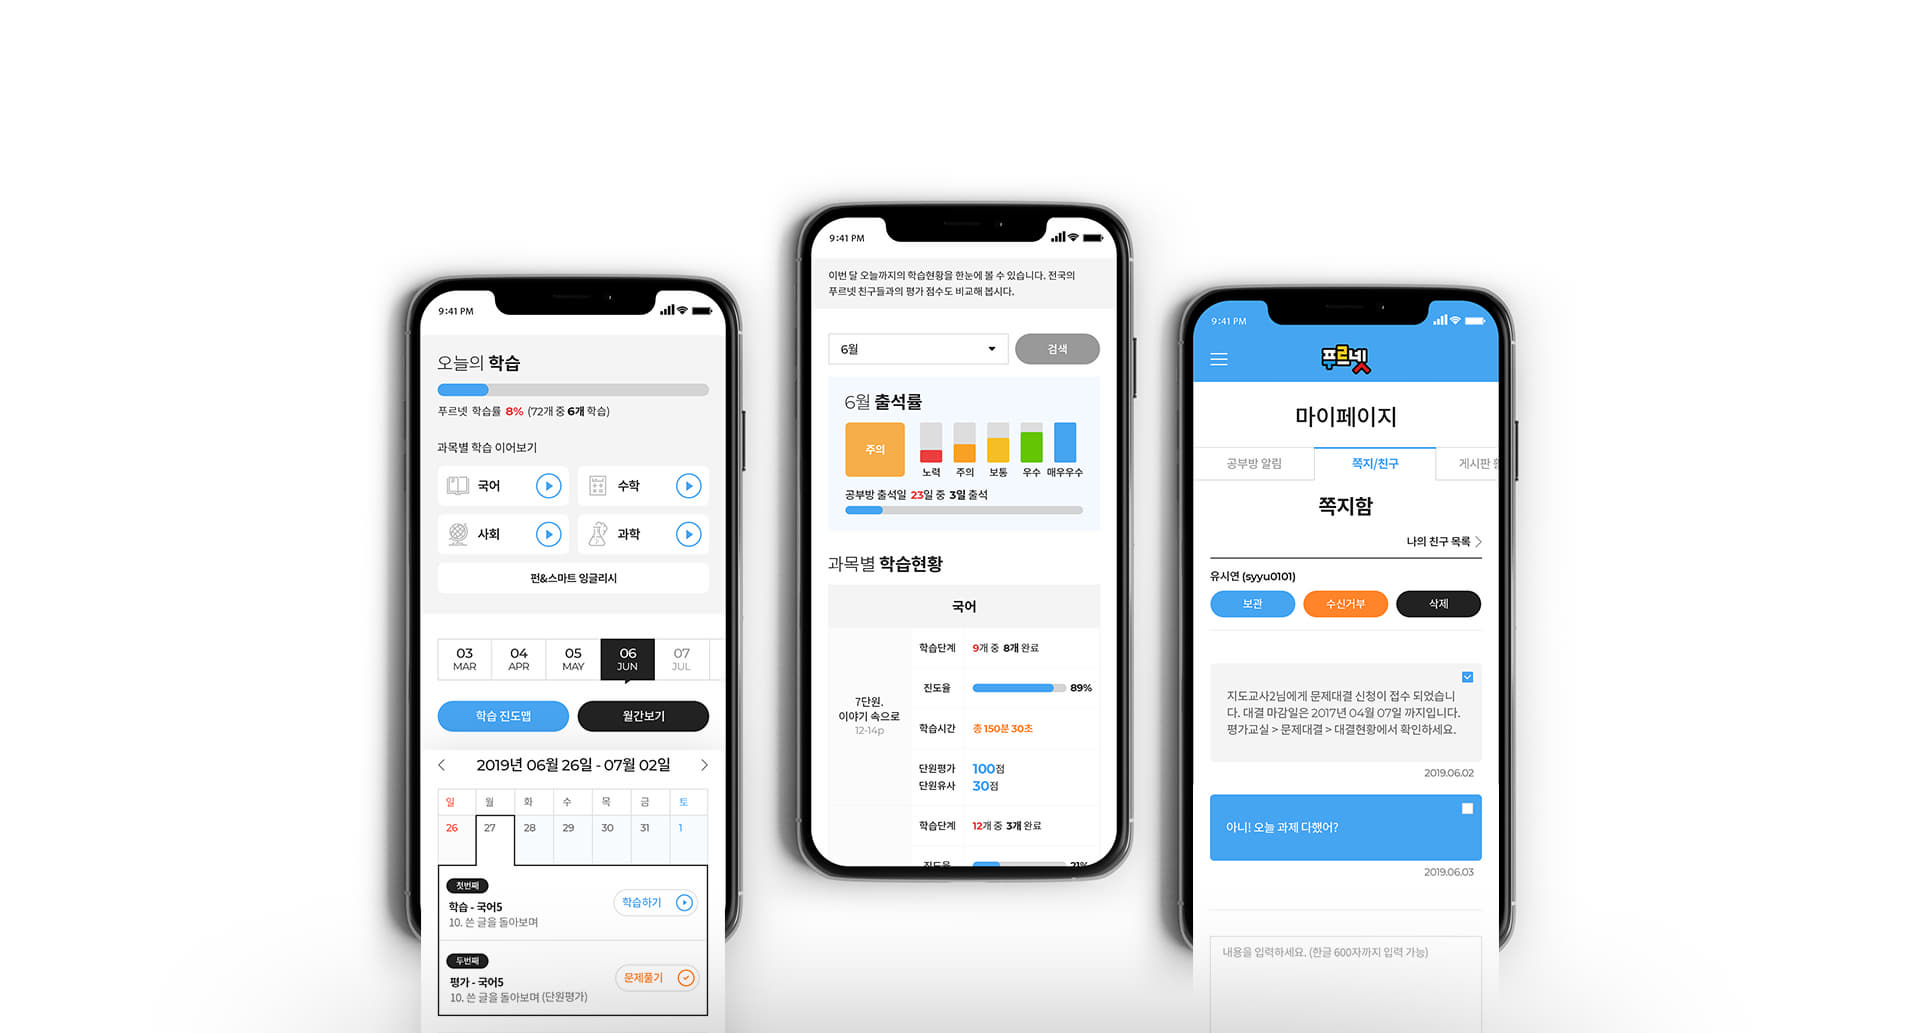 9:41 PM
오늘의 학습
푸르넷 학습률 8% (72개 중 6개 학습)
과목별 학습 이어보기
국어
수학
사회
과학
펀&스마트 잉글리시
03 04 05 06 07
MAR APR MAY JUN JUL
학습 진도맵
월간보기
2019년 06월 26일 - 07월 02일
일 월 화 수 목 금 토
26 27 28 29 30 31 1
첫번째
학습 - 국어5
10. 쓴 글을 돌아보며
학습하기
두번째
평가 - 국어5
10. 쓴 글을 돌아보며 (단원평가)
문제풀기
9:41 PM
이번 달 오늘까지의 학습현황을 한눈에 볼 수 있습니다. 전국의
푸르넷 친구들과의 평가 점수도 비교해 봅시다.
6월
검색
6월 출석률
주의
노력 주의 보통 우수 매우우수
공부방 출석일 23일 중 3일 출석
과목별 학습현황
국어
7단원.
이야기 속으로
12-14p
학습단계 9개 중 8개 완료
진도율 89%
학습시간 총 150분 30초
단원평가 100점
단원유사 30점
학습단계 12개 중 3개 완료
진도율 21%
9:41 PM
푸르넷
마이페이지
공부방 알림
쪽지/친구
게시판
쪽지함
나의 친구 목록
유시연 (syyu0101)
보관
수신거부
삭제
지도교사2님에게 문제대결 신청이 접수 되었습니
다. 대결 마감일은 2017년 04월 07일 까지입니다.
평가교실 > 문제대결 > 대결현황에서 확인하세요.
2019.06.02
아니! 오늘 과제 다했어?
2019.06.03
내용을 입력하세요. (한글 600자까지 입력 가능)